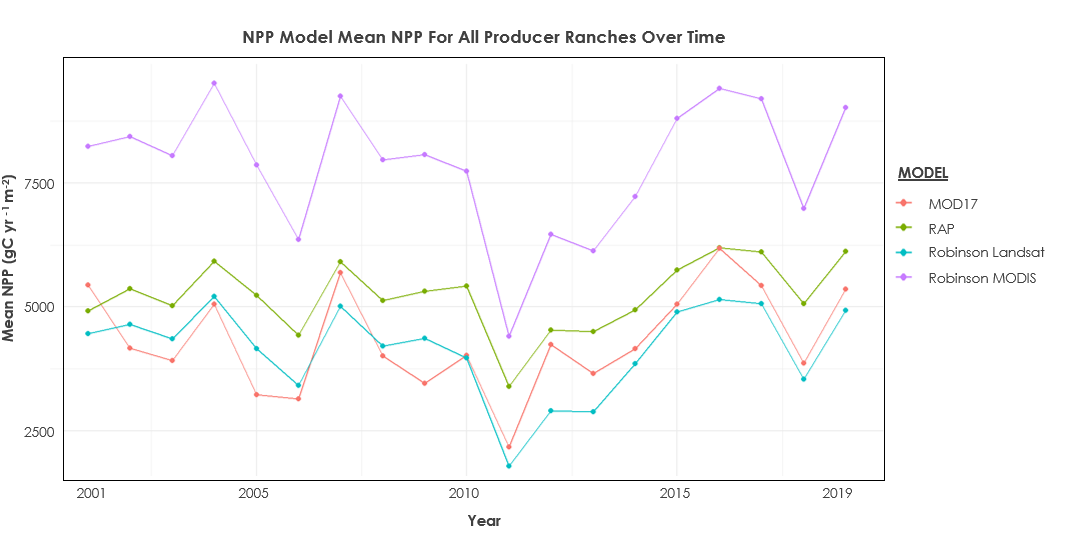 NPP Model Mean NPP For All Producer Ranches Over Time
Mean NPP (gC yr ⁻¹ m⁻²)
7500
5000
2500
2001 2005 2010 2015 2019
Year
MODEL
MOD17
RAP
Robinson Landsat
Robinson MODIS